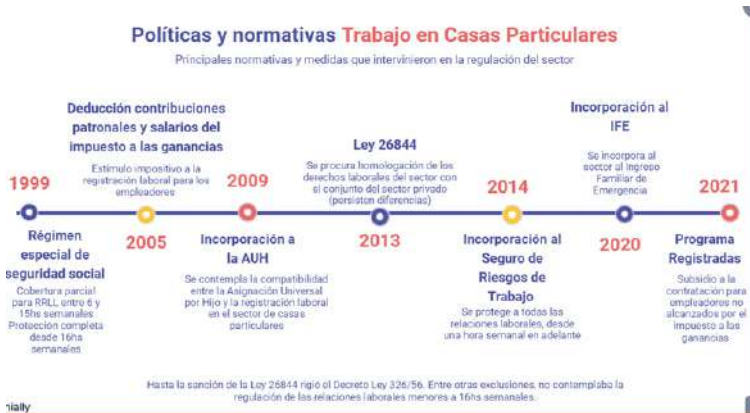 Políticas y normativas Trabajo en Casas Particulares
Principales normativas y medidas que intervinieron en la regulación del sector
1999
Régimen
especial de
seguridad social
Cobertura parcial
para RRLL entre 6 y
15hs semanales
Protección completa
desde 16hs
semanales
Deducción contribuciones
patronales y salarios del
impuesto a las ganancias
Estímulo impositivo a la
registración laboral para los
empleadores
2005
2009
Incorporación a
la AUH
Se contempla la compatibilidad
entre la Asignación Universal
por Hijo y la registración laboral
en el sector de casas
particulares
Ley 26844
Se procura homologación de los
derechos laborales del sector con
el conjunto del sector privado
(persisten diferencias)
2013
2014
Incorporación al
Seguro de
Riesgos de
Trabajo
Se protege a todas las
relaciones laborales, desde
una hora semanal en adelante
Incorporación al
IFE
Se incorpora al
sector al Ingreso
Familiar de
Emergencia
2020
2021
Programa
Registradas
Subsidio a la
contratación para
empleadores no
alcanzados por el
impuesto a las
ganancias
Hasta la sanción de la Ley 26844 rigió el Decreto Ley 326/56. Entre otras exclusiones, no contemplaba la
regulación de las relaciones laborales menores a 16hs semanales.
nially